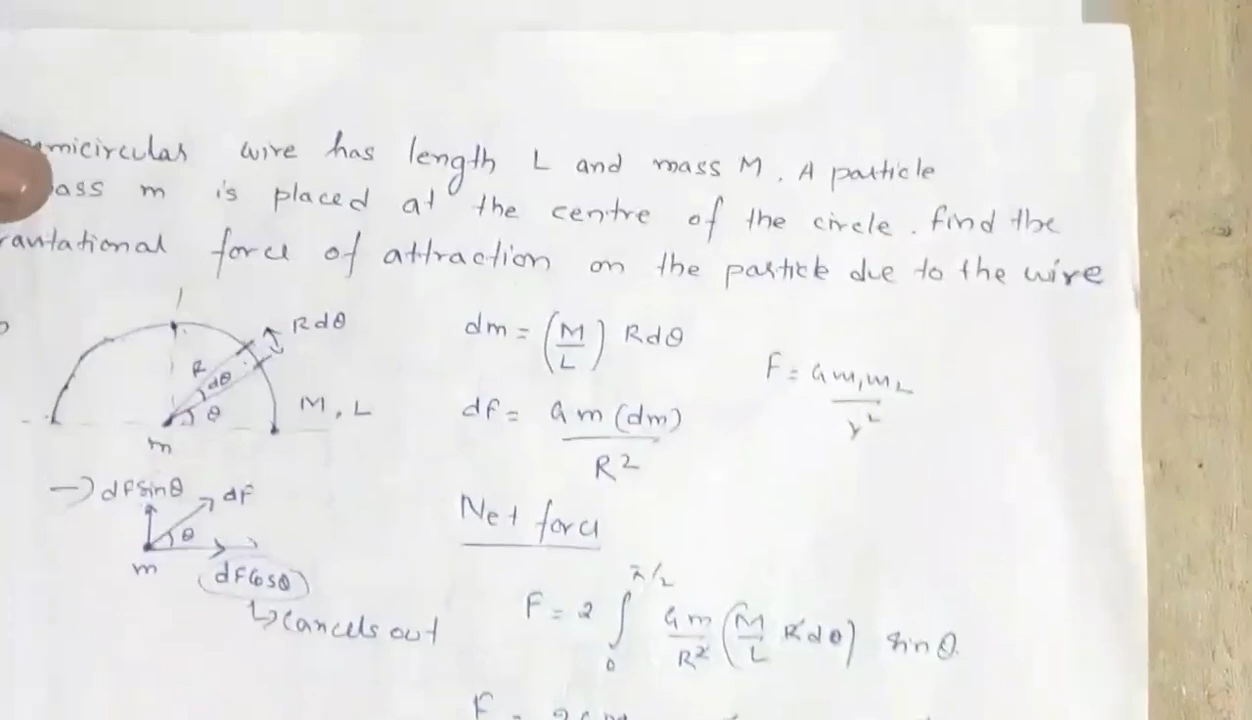 micircular wire has length L and mass M. A particle
ass m is placed at the centre of the circle. find the
force of attraction on the particle due to the wire
Rdθ
R
dθ
θ
M, L
m
dm = (M/L) Rdθ
F = Gm₁m₂/r²
df = Gm(dm)/R²
→ dFsinθ dF
θ
m
dFCosθ
↳ Cancels out
Net force
F = 2 ∫₀^π/2 Gm/R² (M/L Rdθ) sinθ.
F